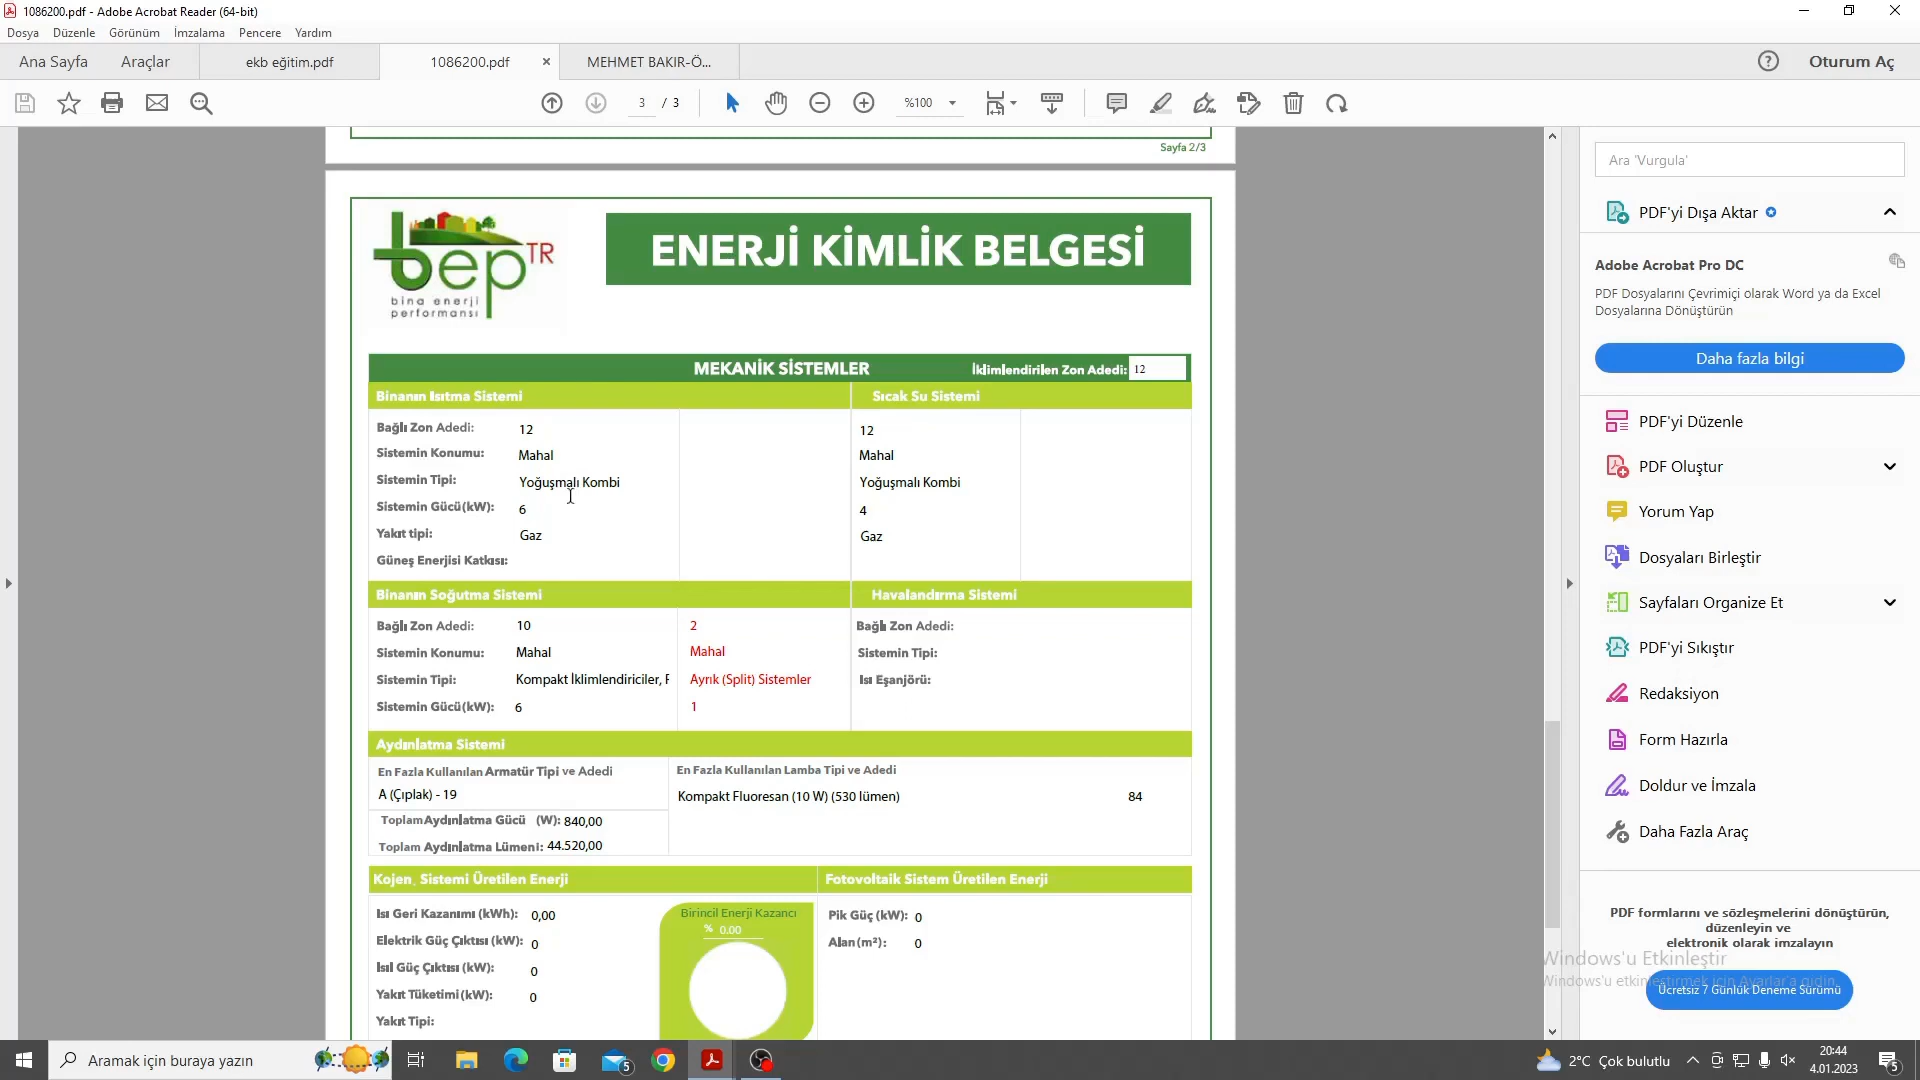 1086200.pdf - Adobe Acrobat Reader (64-bit)
Dosya Düzenle Görünüm İmzalama Pencere Yardım
Ana Sayfa Araçlar ekb eğitim.pdf 1086200.pdf × MEHMET BAKIR-Ö... Oturum Aç
3 / 3 %100
Sayfa 2/3
bep TR
bina enerji
performansı
ENERJİ KİMLİK BELGESİ
MEKANİK SİSTEMLER İklimlendirilen Zon Adedi: 12
Binanın Isıtma Sistemi Sıcak Su Sistemi
Bağlı Zon Adedi: 12 12
Sistemin Konumu: Mahal Mahal
Sistemin Tipi: Yoğuşmalı Kombi Yoğuşmalı Kombi
Sistemin Gücü(kW): 6 4
Yakıt tipi: Gaz Gaz
Güneş Enerjisi Katkısı:
Binanın Soğutma Sistemi Havalandırma Sistemi
Bağlı Zon Adedi: 10 2 Bağlı Zon Adedi:
Sistemin Konumu: Mahal Mahal Sistemin Tipi:
Sistemin Tipi: Kompakt İklimlendiriciler, F Ayrık (Split) Sistemler Isı Eşanjörü:
Sistemin Gücü(kW): 6 1
Aydınlatma Sistemi
En Fazla Kullanılan Armatür Tipi ve Adedi En Fazla Kullanılan Lamba Tipi ve Adedi
A (Çıplak) - 19 Kompakt Fluoresan (10 W) (530 lümen) 84
Toplam Aydınlatma Gücü (W): 840,00
Toplam Aydınlatma Lümeni: 44.520,00
Kojen. Sistemi Üretilen Enerji Fotovoltaik Sistem Üretilen Enerji
Isı Geri Kazanımı (kWh): 0,00 Birincil Enerji Kazancı Pik Güç (kW): 0
% 0.00
Elektrik Güç Çıktısı (kW): 0 Alan (m²): 0
Isıl Güç Çıktısı (kW): 0
Yakıt Tüketimi (kW): 0
Yakıt Tipi:
Ara 'Vurgula'
PDF'yi Dışa Aktar
Adobe Acrobat Pro DC
PDF Dosyalarını Çevrimiçi olarak Word ya da Excel
Dosyalarına Dönüştürün
Daha fazla bilgi
PDF'yi Düzenle
PDF Oluştur
Yorum Yap
Dosyaları Birleştir
Sayfaları Organize Et
PDF'yi Sıkıştır
Redaksiyon
Form Hazırla
Doldur ve İmzala
Daha Fazla Araç
PDF formlarını ve sözleşmelerini dönüştürün,
düzenleyin ve
elektronik olarak imzalayın
Windows'u Etkinleştir
Windows'u etkinleştirmek için Ayarlar'a gidin.
Ücretsiz 7 Günlük Deneme Sürümü
Aramak için buraya yazın 5 2°C Çok bulutlu 20:44
4.01.2023 5